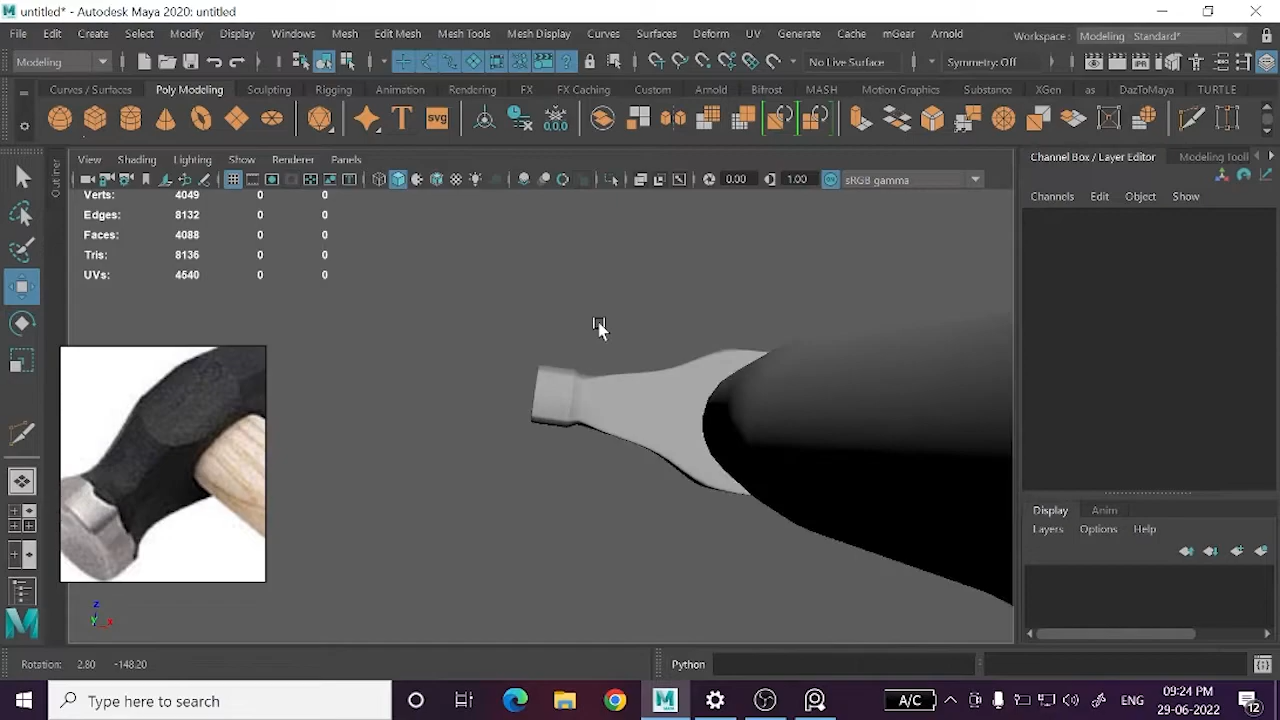 untitled* - Autodesk Maya 2020: untitled
File Edit Create Select Modify Display Windows Mesh Edit Mesh Mesh Tools Mesh Display Curves Surfaces Deform UV Generate Cache mGear Arnold Workspace : Modeling - Standard*
Modeling No Live Surface Symmetry: Off
Curves / Surfaces Poly Modeling Sculpting Rigging Animation Rendering FX FX Caching Custom Arnold Bifrost MASH Motion Graphics Substance XGen as DazToMaya TURTLE
T svg 0,0,0
Outliner
View Shading Lighting Show Renderer Panels
0.00 1.00 sRGB gamma
Verts: 4049 0 0
Edges: 8132 0 0
Faces: 4088 0 0
Tris: 8136 0 0
UVs: 4540 0 0
z
y x
Channel Box / Layer Editor Modeling Tool
Channels Edit Object Show
Display Anim
Layers Options Help
Rotation: 2.80 -148.20 Python
Type here to search A/C ENG 09:24 PM
29-06-2022 12